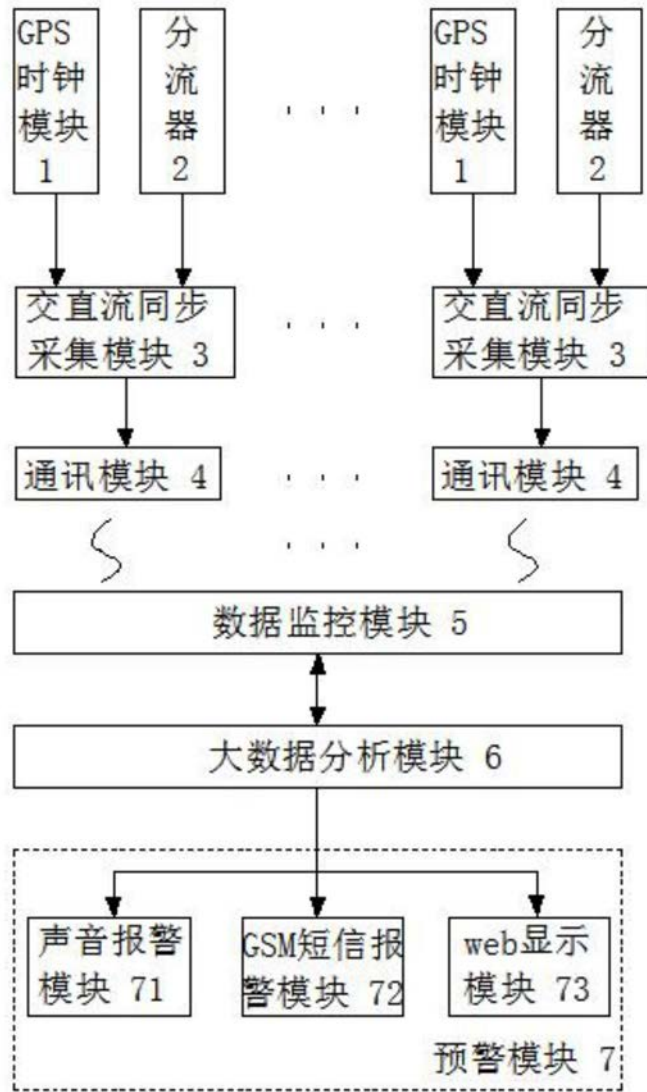 GPS
时钟
模块
1
分
流
器
2
GPS
时钟
模块
1
分
流
器
2
交直流同步
采集模块 3
交直流同步
采集模块 3
通讯模块 4
通讯模块 4
数据监控模块 5
大数据分析模块 6
声音报警
模块 71
GSM短信报
警模块 72
web显示
模块 73
预警模块 7